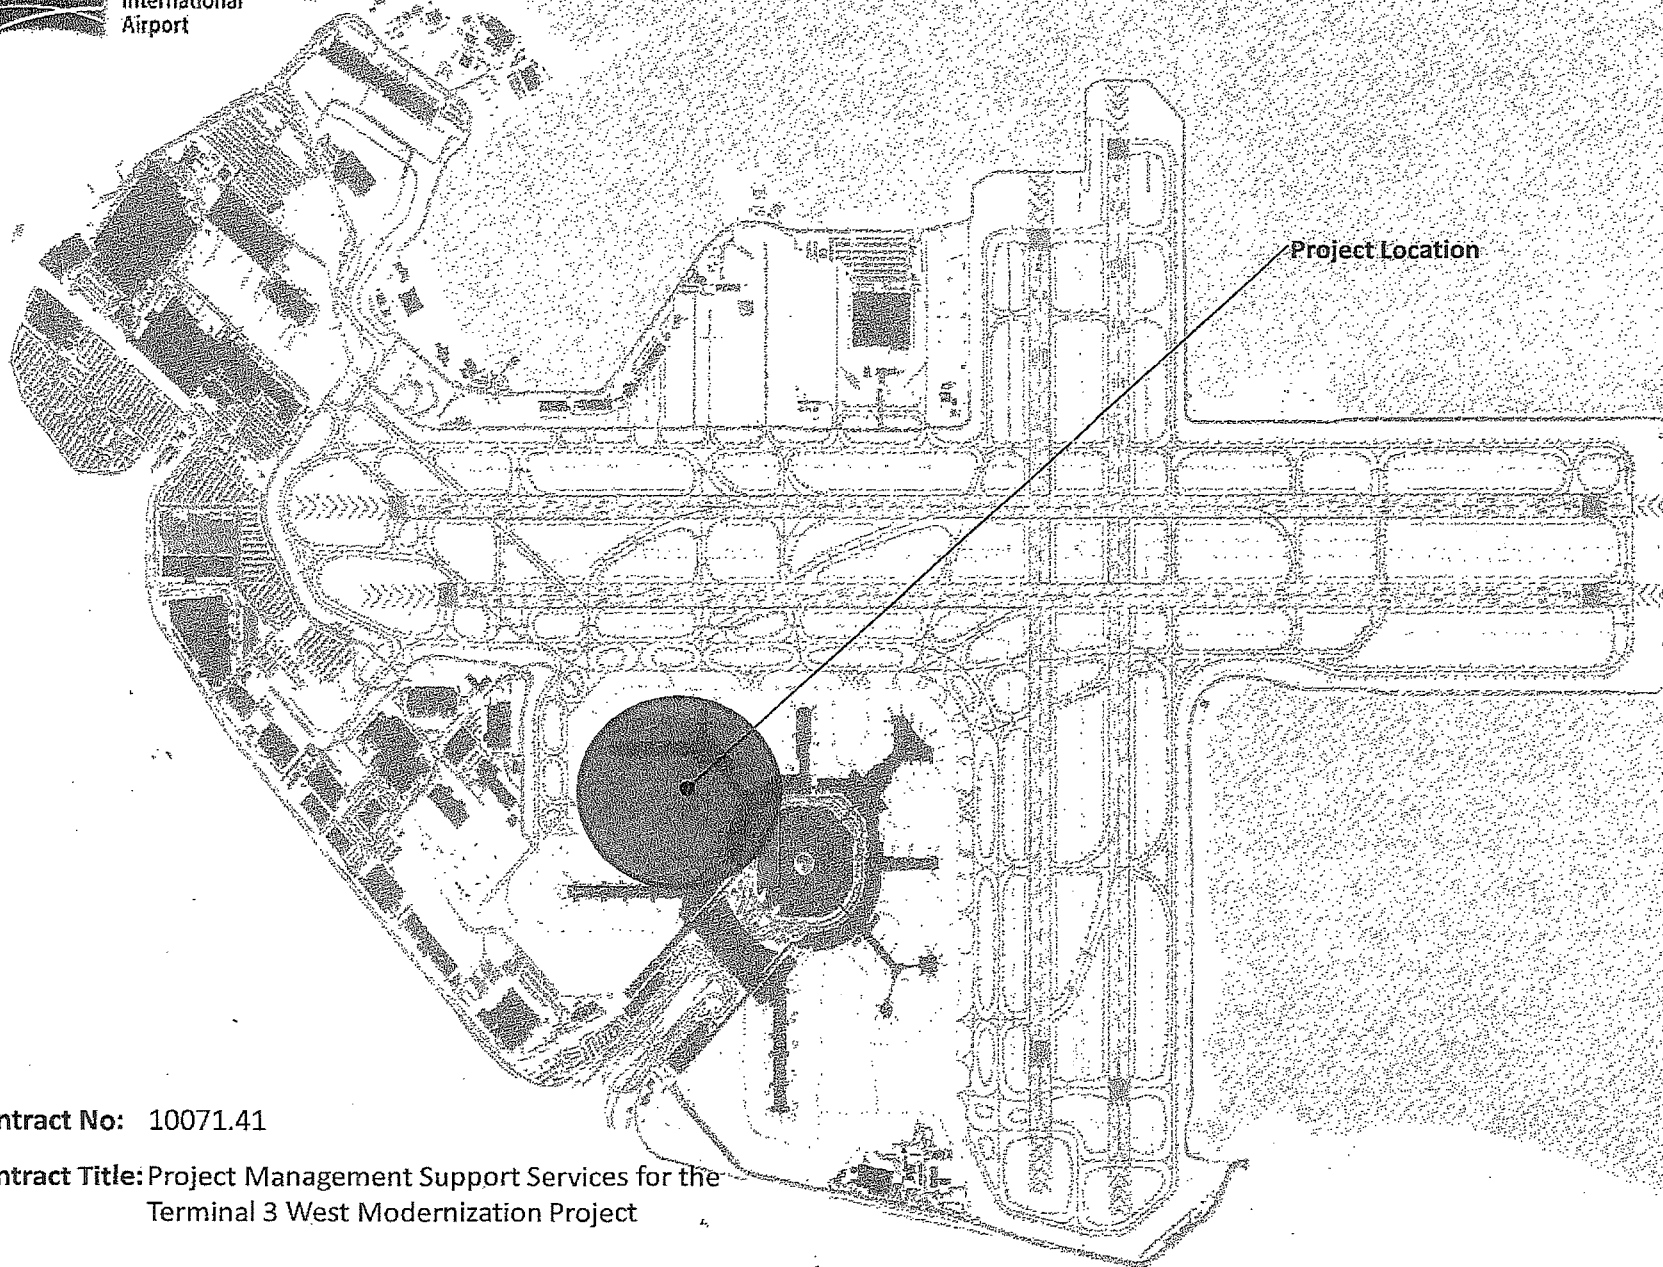 International
Airport
Project Location
ntract No: 10071.41
ntract Title: Project Management Support Services for the
Terminal 3 West Modernization Project